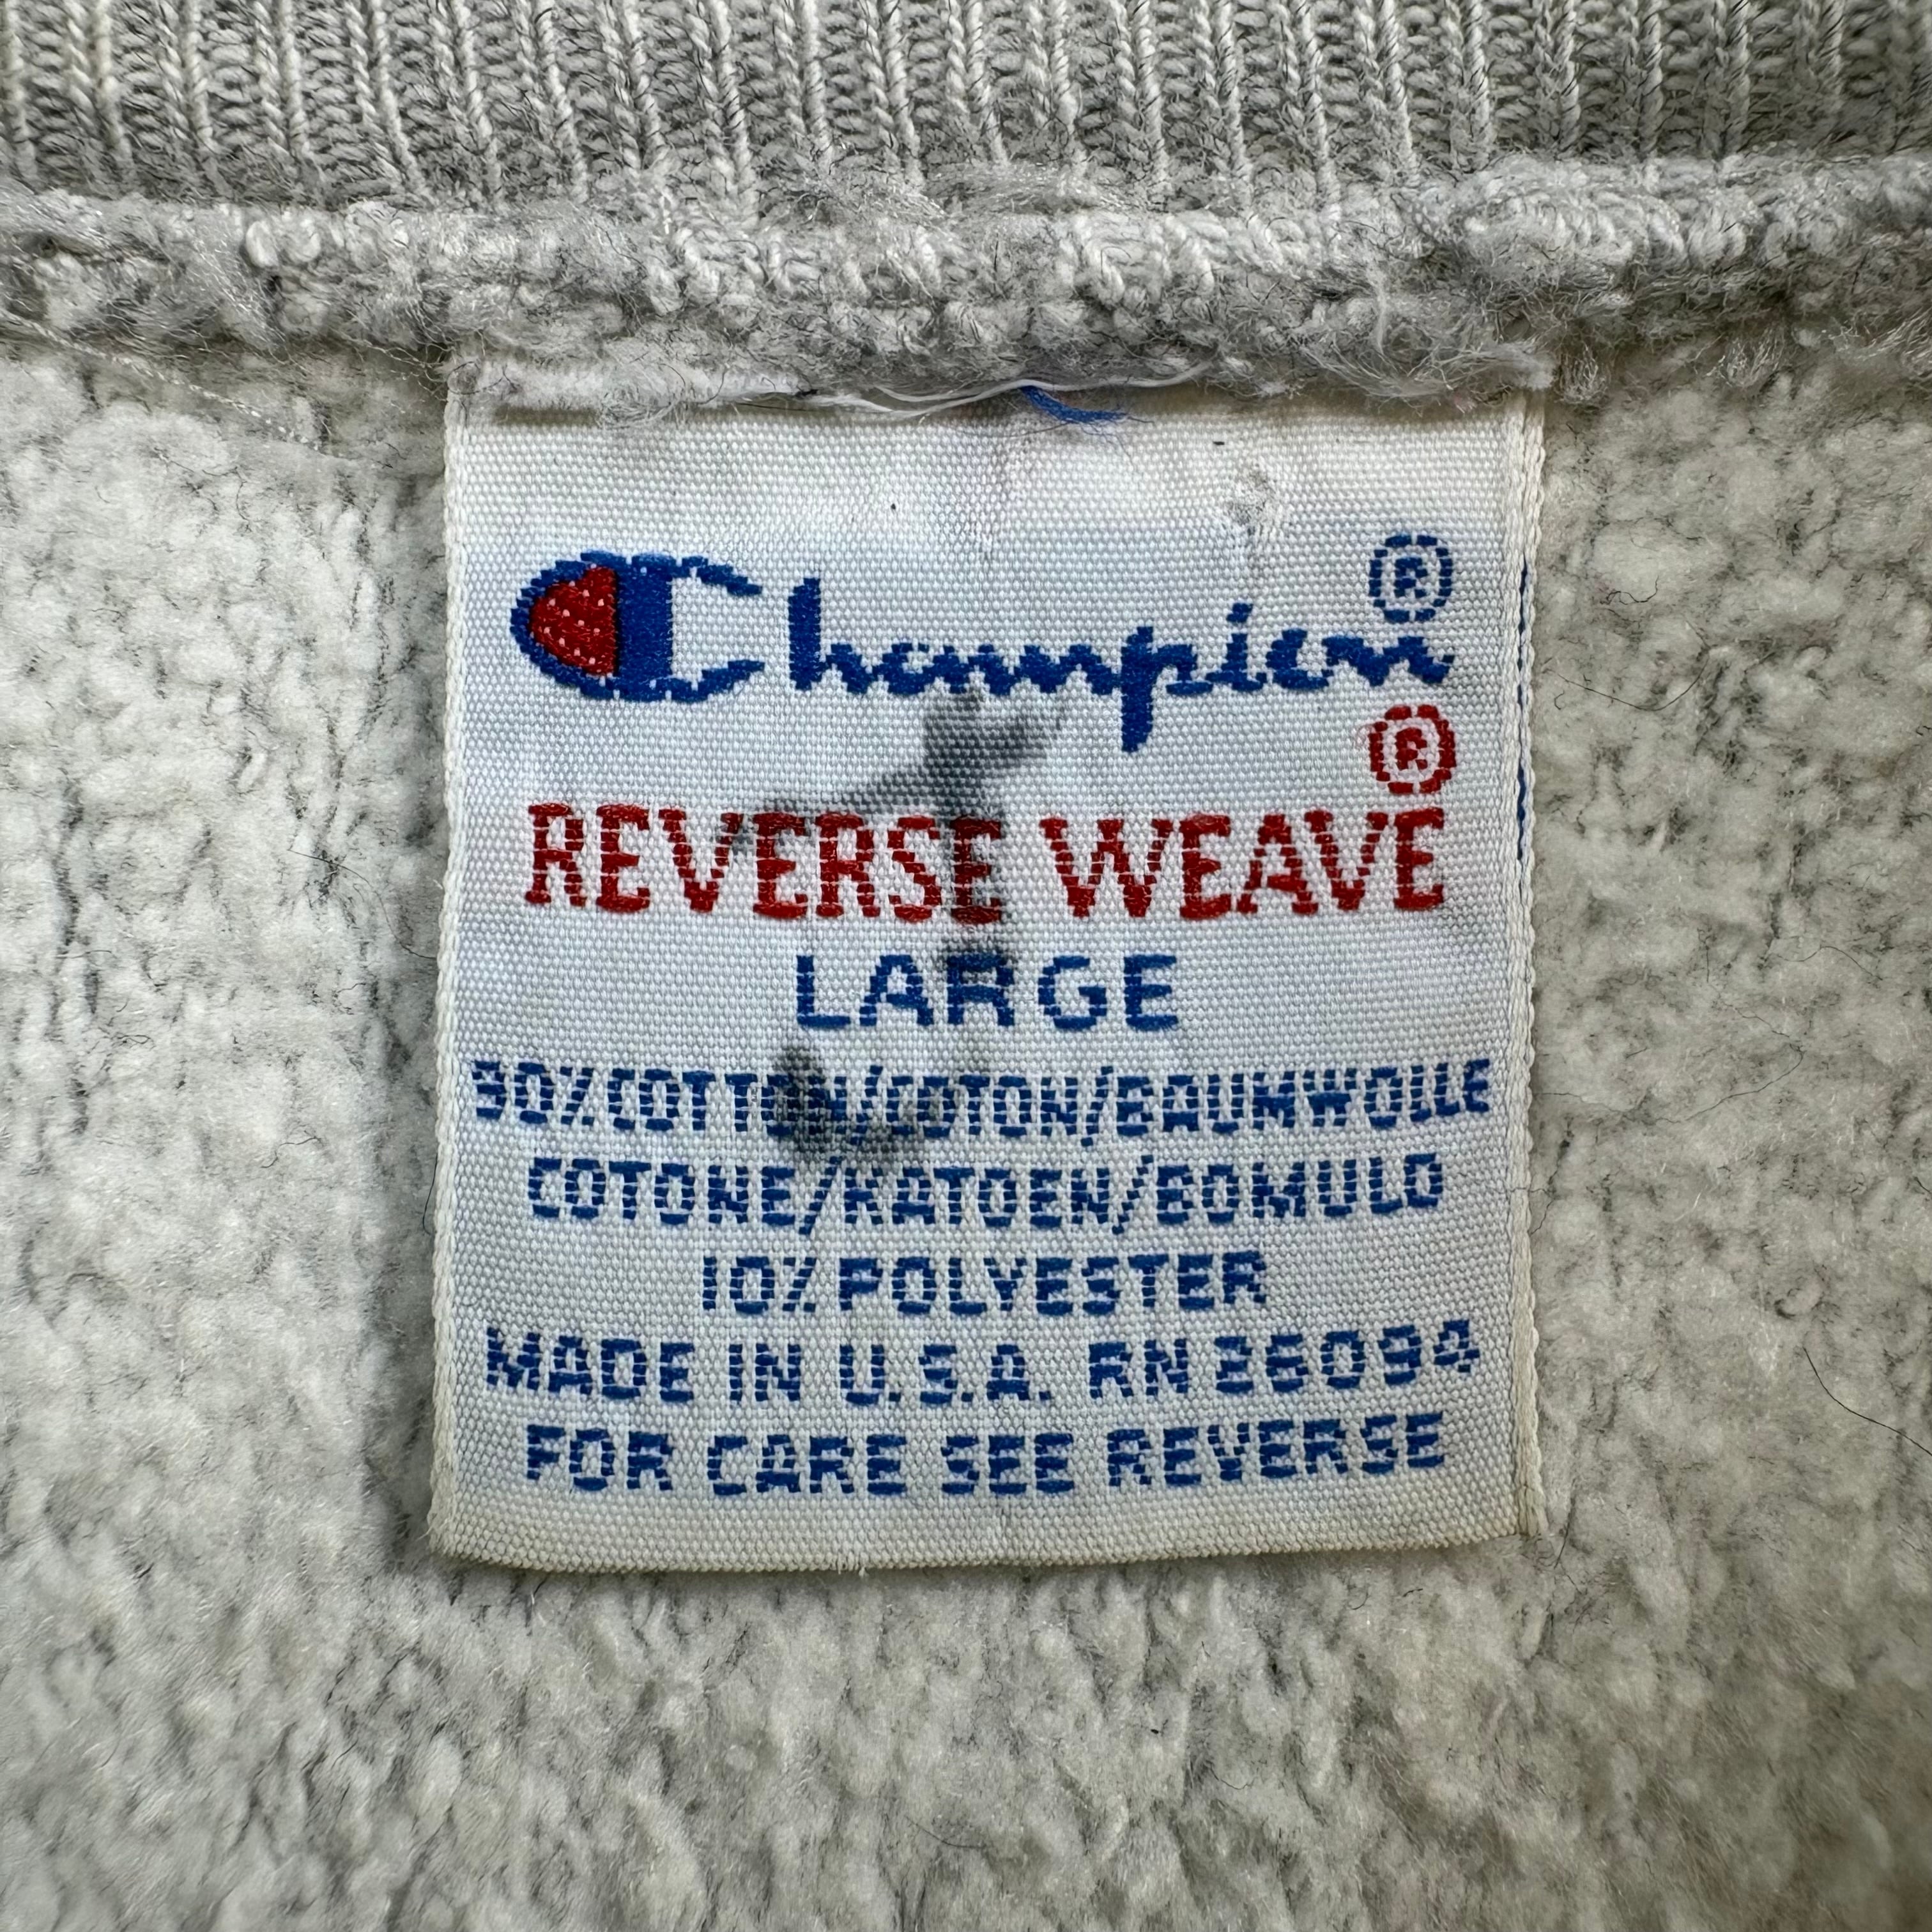 Champion®
REVERSE WEAVE®
LARGE
90% COTTON/COTON/BAUMWOLLE
COTONE/KATOEN/BOMULD
10% POLYESTER
MADE IN U.S.A. RN 26094
FOR CARE SEE REVERSE